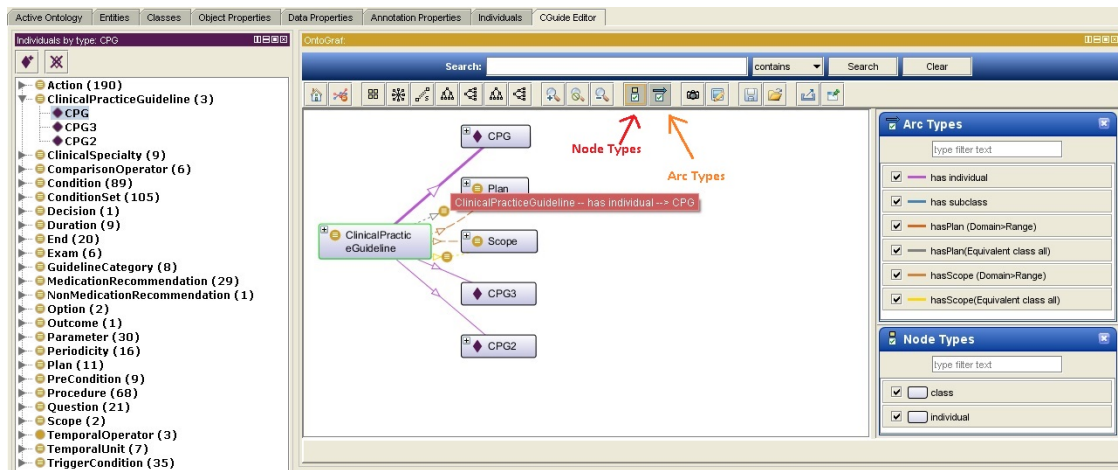 Active Ontology Entities Classes Object Properties Data Properties Annotation Properties Individuals CGuide Editor
Individuals by type: CPG
Action (190)
ClinicalPracticeGuideline (3)
CPG
CPG3
CPG2
ClinicalSpecialty (9)
ComparisonOperator (6)
Condition (89)
ConditionSet (105)
Decision (1)
Duration (9)
End (20)
Exam (6)
GuidelineCategory (8)
MedicationRecommendation (29)
NonMedicationRecommendation (1)
Option (2)
Outcome (1)
Parameter (30)
Periodicity (16)
Plan (11)
PreCondition (9)
Procedure (68)
Question (21)
Scope (2)
TemporalOperator (3)
TemporalUnit (7)
TriggerCondition (35)
OntoGraf:
Search: contains Search Clear
Node Types
Arc Types
CPG
Plan
ClinicalPracticeGuideline -- has individual --> CPG
ClinicalPractic
eGuideline
Scope
CPG3
CPG2
Arc Types
type filter text
has individual
has subclass
hasPlan (Domain>Range)
hasPlan(Equivalent class all)
hasScope (Domain>Range)
hasScope(Equivalent class all)
Node Types
type filter text
class
individual